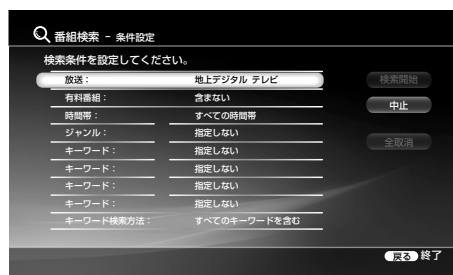 番組検索 - 条件設定
検索条件を設定してください。
放送： 地上デジタル テレビ
検索開始
有料番組： 含まない
中止
時間帯： すべての時間帯
ジャンル： 指定しない
全取消
キーワード： 指定しない
キーワード： 指定しない
キーワード： 指定しない
キーワード： 指定しない
キーワード検索方法： すべてのキーワードを含む
戻る 終了